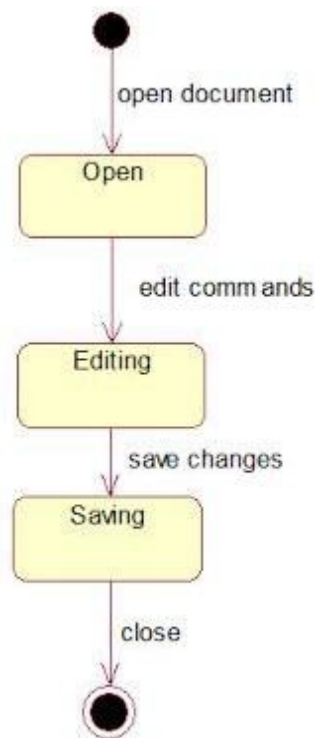 open document
Open
edit commands
Editing
save changes
Saving
close